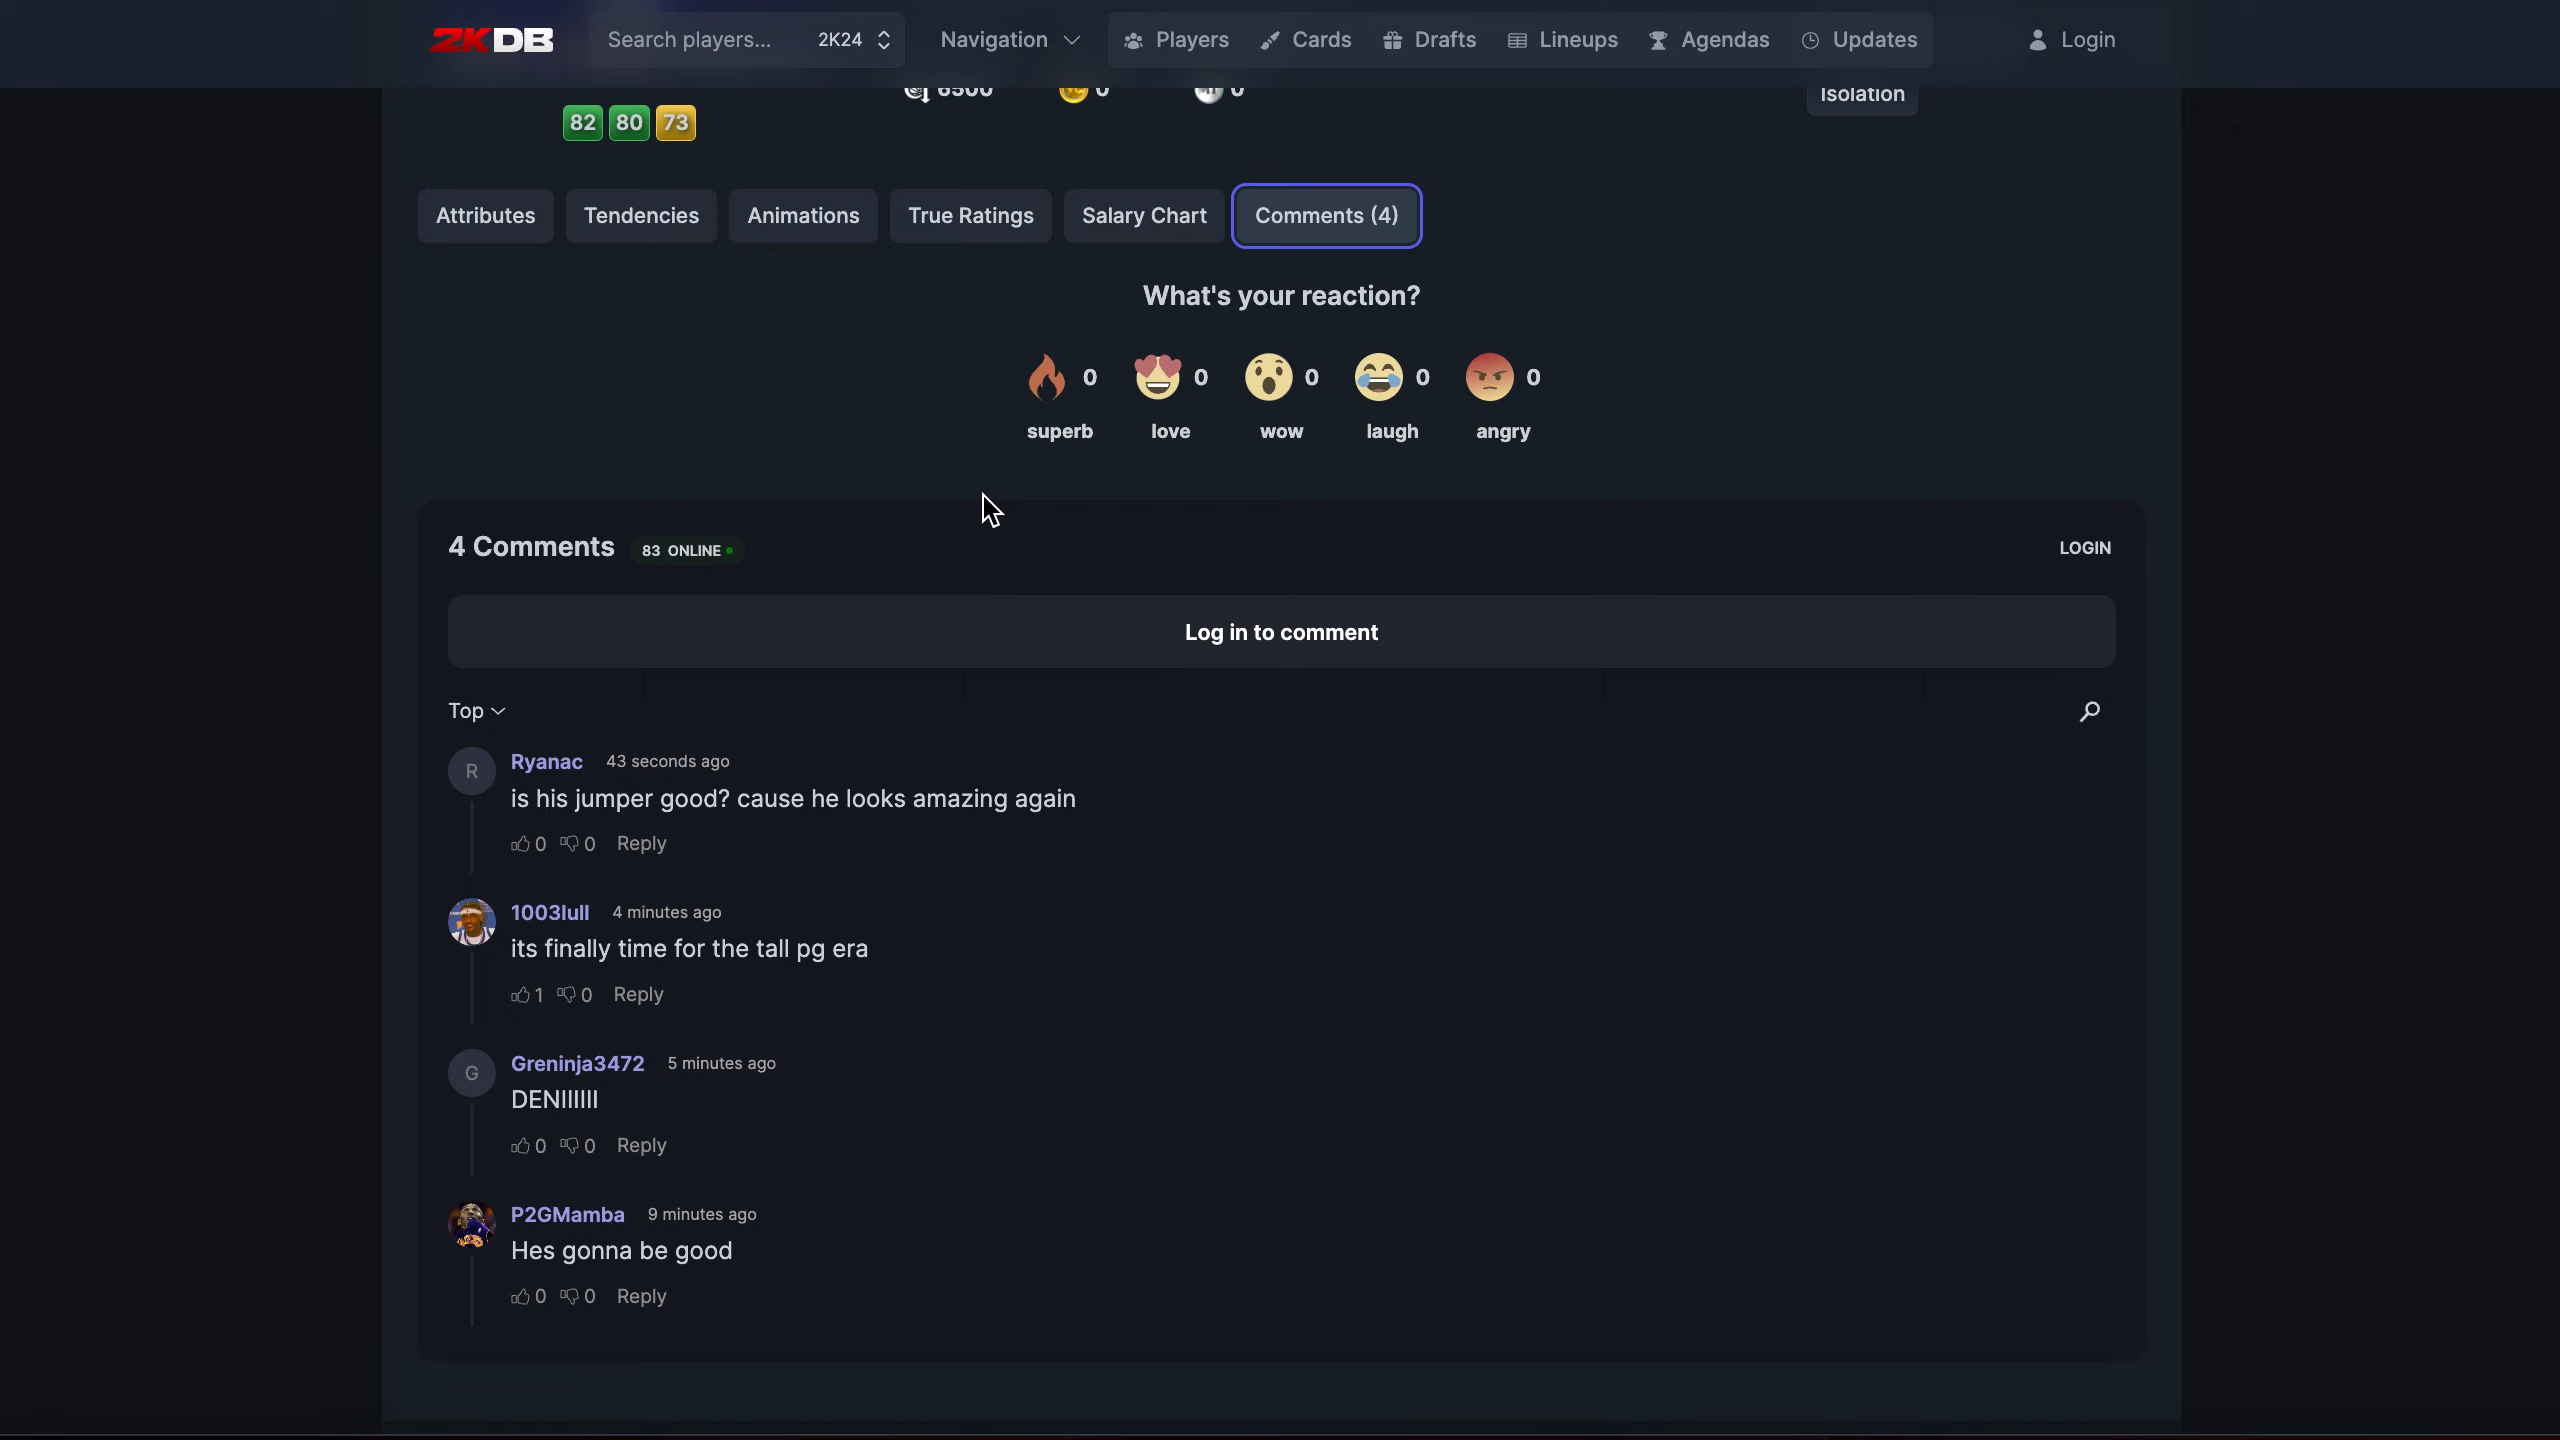 2KDB
Search players...
2K24
Navigation
Players
Cards
Drafts
Lineups
Agendas
Updates
Login
6500
0
0
Isolation
82 80 73
Attributes
Tendencies
Animations
True Ratings
Salary Chart
Comments (4)
What's your reaction?
0 0 0 0 0
superb love wow laugh angry
4 Comments
83 ONLINE
LOGIN
Log in to comment
Top
R
Ryanac 43 seconds ago
is his jumper good? cause he looks amazing again
0 0 Reply
1003lull 4 minutes ago
its finally time for the tall pg era
1 0 Reply
G
Greninja3472 5 minutes ago
DENIIIIII
0 0 Reply
P2GMamba 9 minutes ago
Hes gonna be good
0 0 Reply